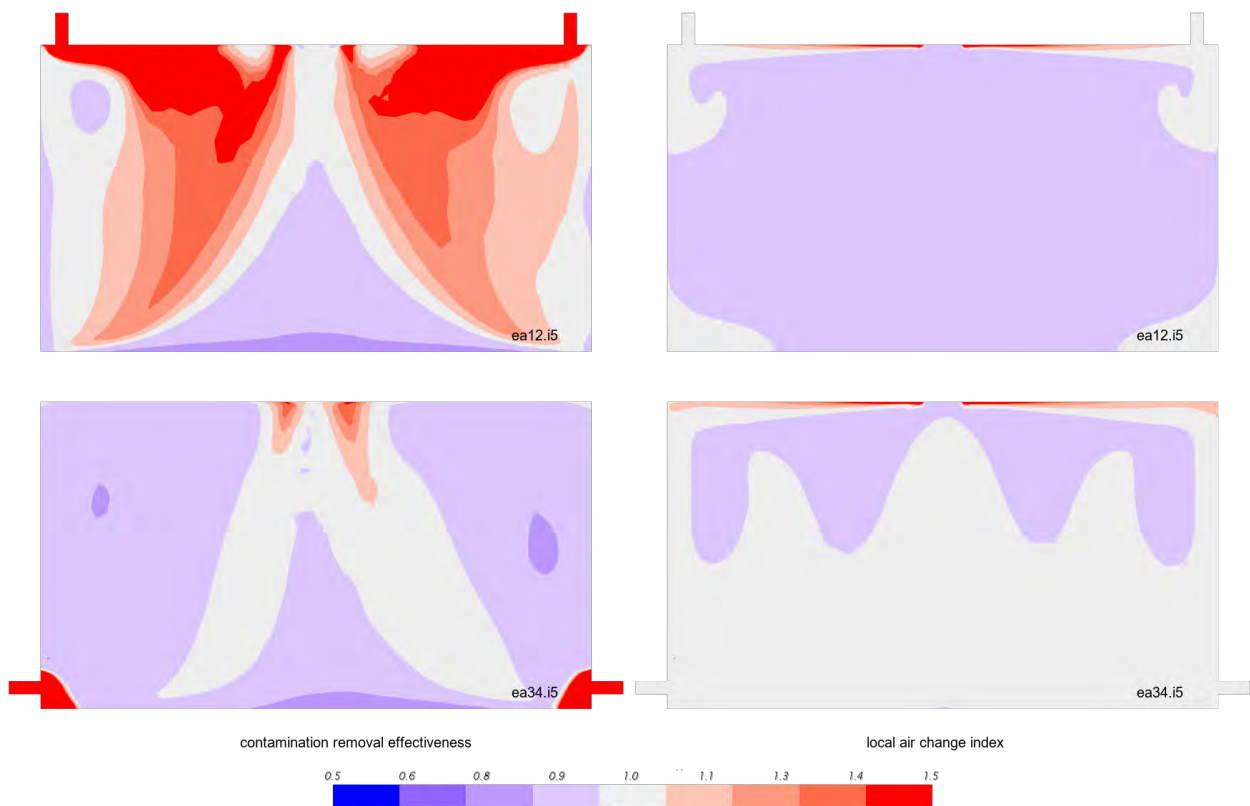 ea12.i5
ea12.i5
ea34.i5
ea34.i5
contamination removal effectiveness
local air change index
0.5 0.6 0.8 0.9 1.0 1.1 1.3 1.4 1.5